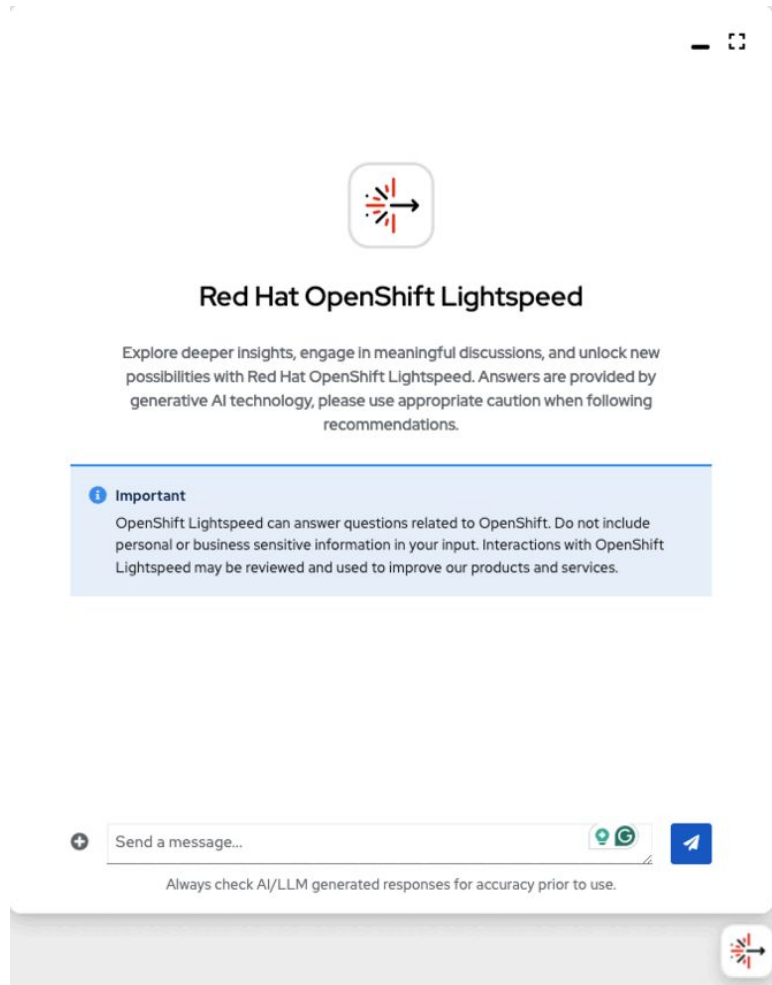 Red Hat OpenShift Lightspeed
Explore deeper insights, engage in meaningful discussions, and unlock new
possibilities with Red Hat OpenShift Lightspeed. Answers are provided by
generative AI technology, please use appropriate caution when following
recommendations.
Important
OpenShift Lightspeed can answer questions related to OpenShift. Do not include
personal or business sensitive information in your input. Interactions with OpenShift
Lightspeed may be reviewed and used to improve our products and services.
Send a message...
Always check AI/LLM generated responses for accuracy prior to use.